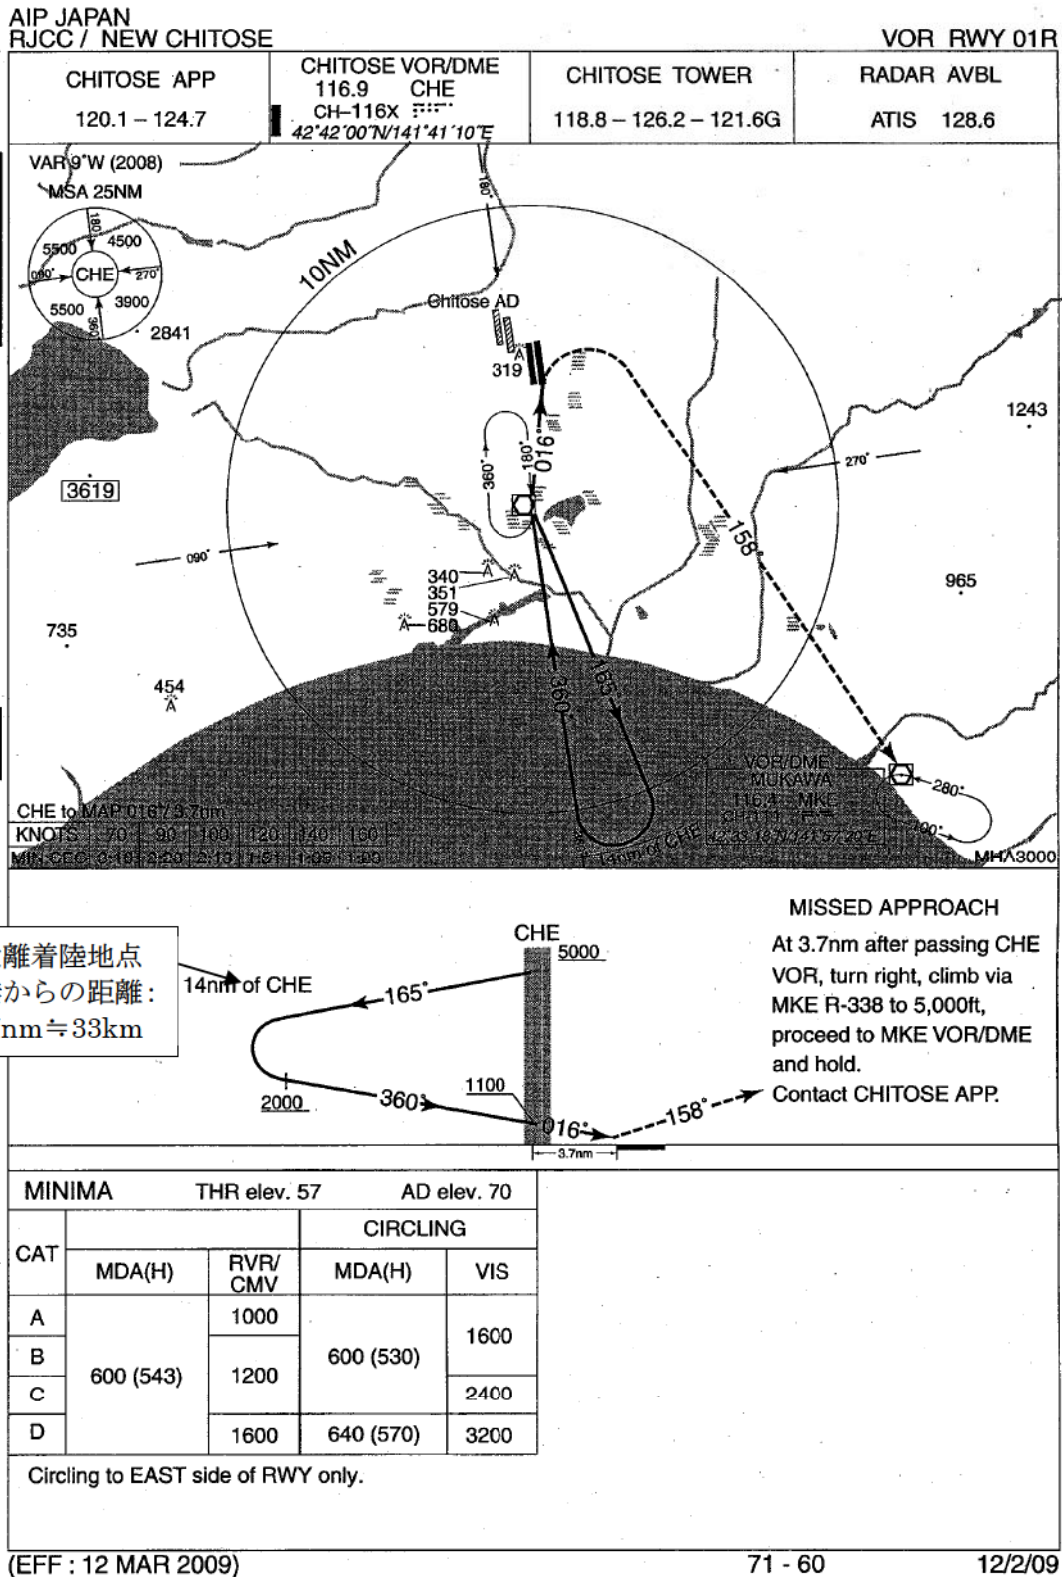 AIP JAPAN
RJCC / NEW CHITOSE
VOR RWY 01R
CHITOSE APP
120.1 – 124.7
CHITOSE VOR/DME
116.9 CHE
CH–116X
42°42'00"N/141°41'10"E
CHITOSE TOWER
118.8 – 126.2 – 121.6G
RADAR AVBL
ATIS 128.6
VAR 9°W (2008)
MSA 25NM
180°
5500
4500
090°
CHE
270°
5500
3900
360°
2841
180°
10NM
Chitose AD
319
1243
3619
360°
180°
016°
270°
090°
158°
340
351
579
680
965
735
454
360°
165°
VOR/DME
MUKAWA
116.4 MKE
280°
100°
14nm of CHE
MHA3000
CHE to MAP 016°/ 3.7nm
KNOTS 70 90 100 120 140 160
離着陸地点
からの距離:
nm≒33km
14nm of CHE
CHE
5000
165°
2000
360°
1100
016°
158°
3.7nm
MISSED APPROACH
At 3.7nm after passing CHE
VOR, turn right, climb via
MKE R-338 to 5,000ft,
proceed to MKE VOR/DME
and hold.
Contact CHITOSE APP.
MINIMA THR elev. 57 AD elev. 70
CAT
CIRCLING
MDA(H)
RVR/
CMV
MDA(H)
VIS
A
1000
1600
B
600 (543)
1200
600 (530)
C
2400
D
1600
640 (570)
3200
Circling to EAST side of RWY only.
(EFF : 12 MAR 2009)
71 - 60
12/2/09